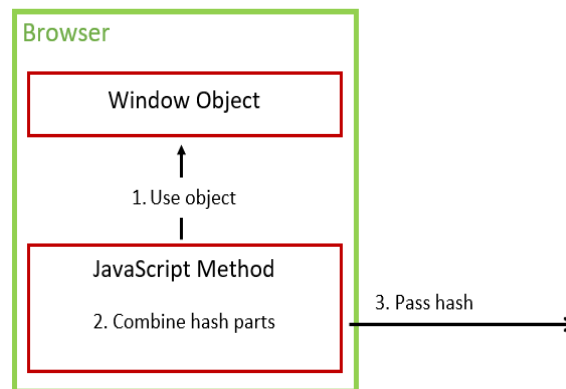 Browser
Window Object
1. Use object
JavaScript Method
2. Combine hash parts
3. Pass hash